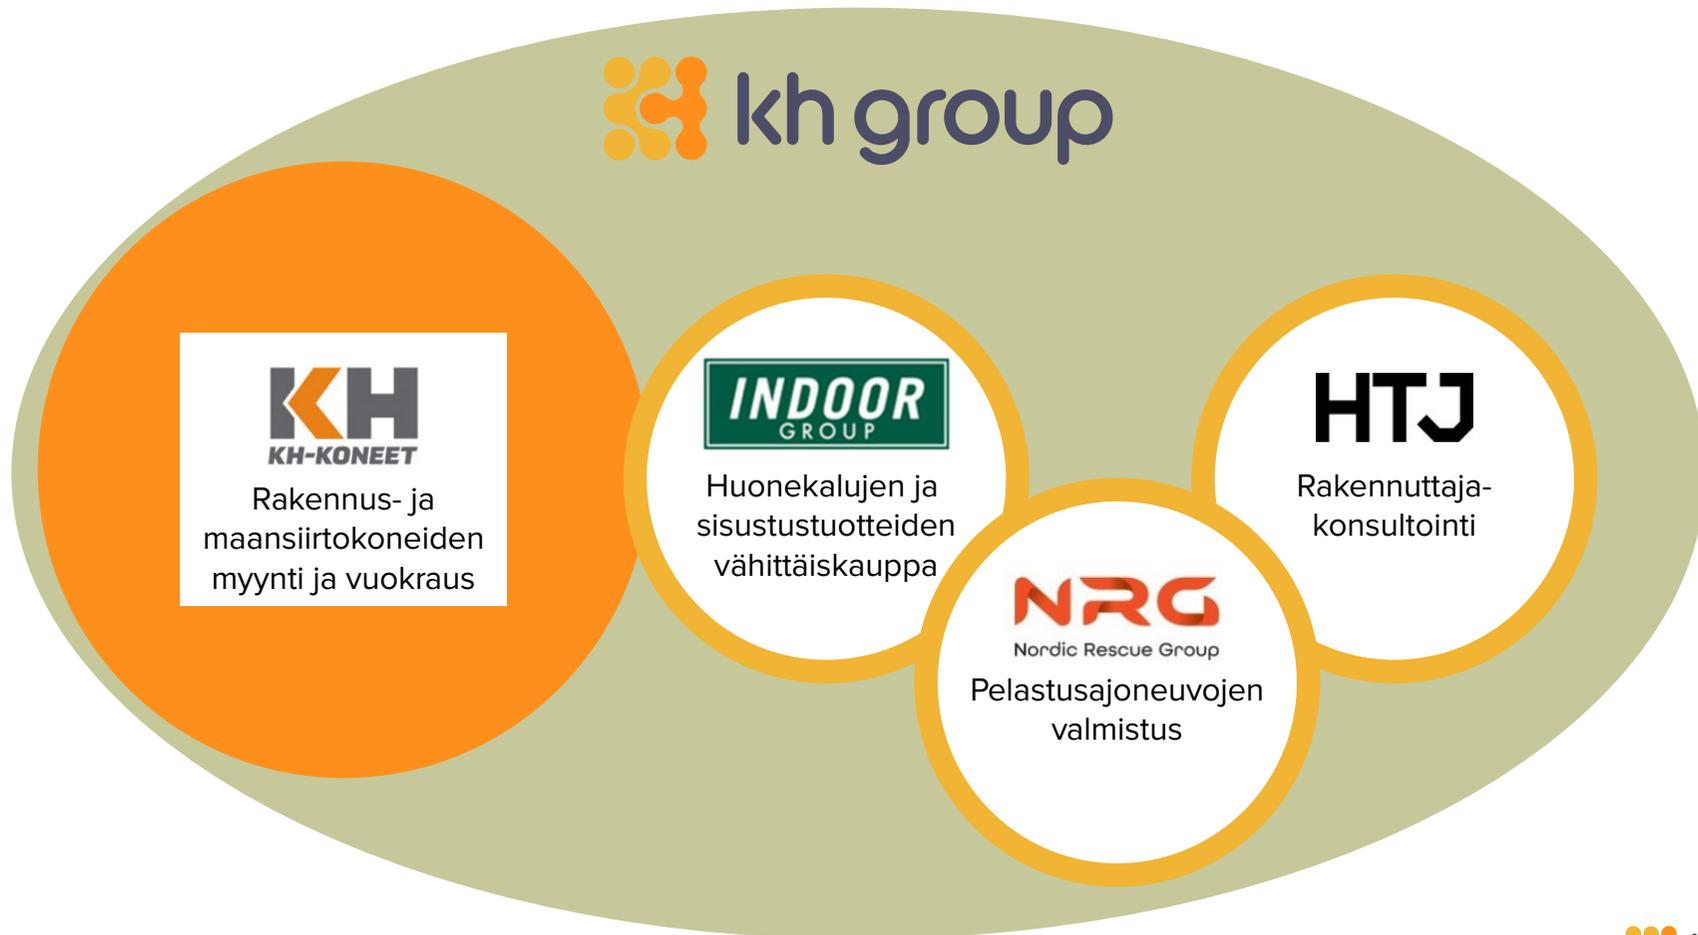 kh group
KH
KH-KONEET
Rakennus- ja
maansiirtokoneiden
myynti ja vuokraus
INDOOR
GROUP
Huonekalujen ja
sisustustuotteiden
vähittäiskauppa
NRG
Nordic Rescue Group
Pelastusajoneuvojen
valmistus
HTJ
Rakennuttaja-
konsultointi